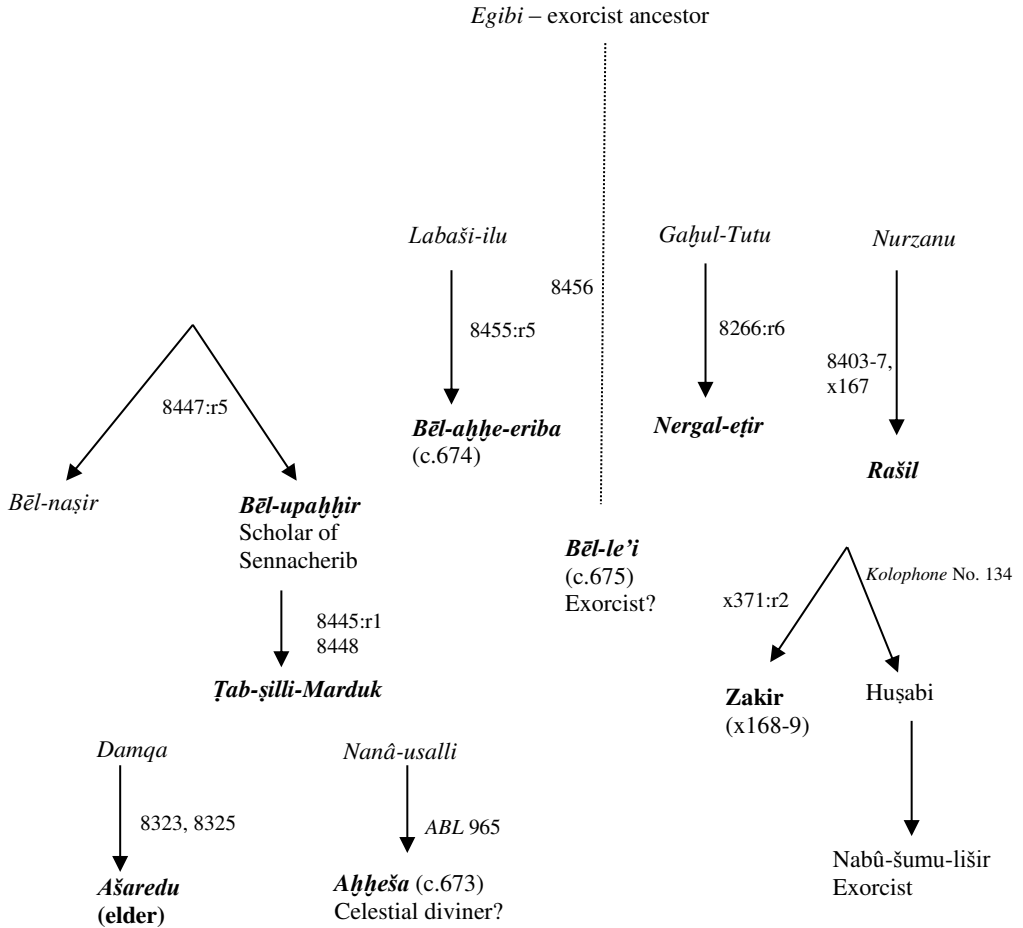 Egibi – exorcist ancestor
Labaši-ilu
Gaḫul-Tutu
Nurzanu
8456
8455:r5
8266:r6
8403-7,
x167
8447:r5
Bēl-aḫḫe-eriba
(c.674)
Nergal-eṭir
Rašil
Bēl-naṣir
Bēl-upaḫḫir
Scholar of
Sennacherib
Bēl-le’i
(c.675)
Exorcist?
Kolophone No. 134
x371:r2
8445:r1
8448
Ṭab-ṣilli-Marduk
Zakir
(x168-9)
Huṣabi
Damqa
Nanâ-usalli
8323, 8325
ABL 965
Ašaredu
(elder)
Aḫḫeša (c.673)
Celestial diviner?
Nabû-šumu-lišir
Exorcist